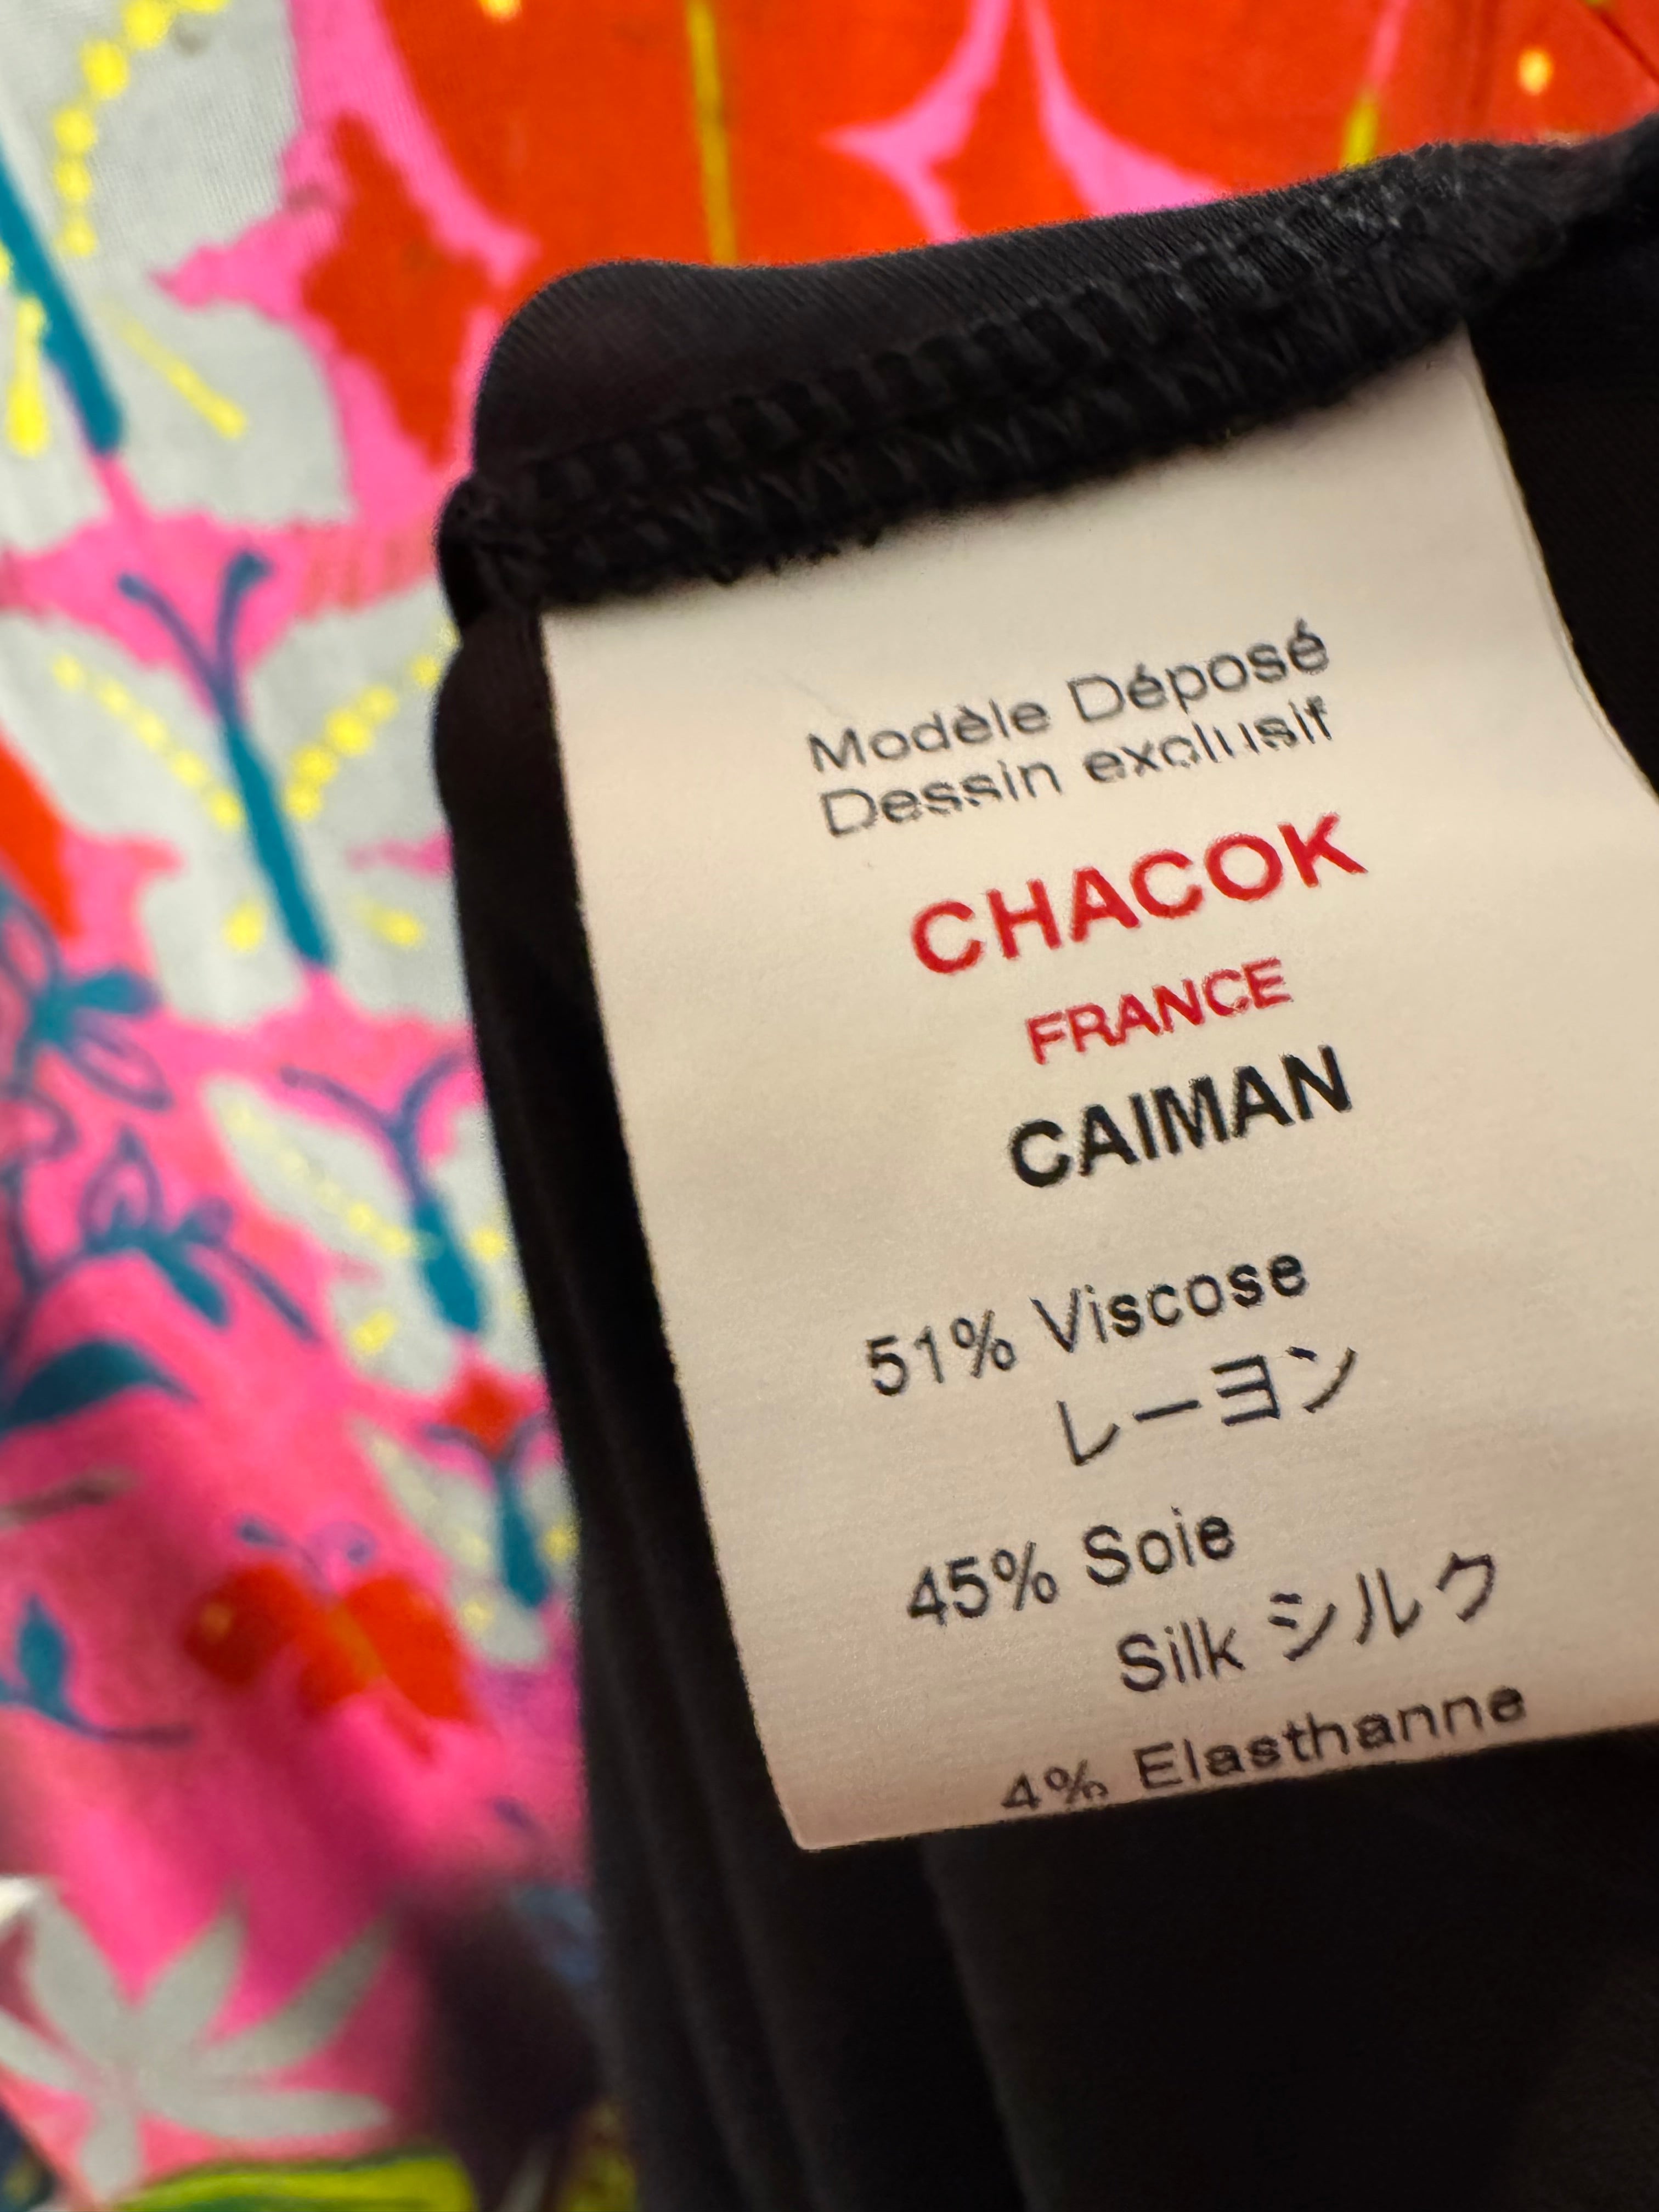 Modèle Déposé
Dessin exclusif
CHACOK
FRANCE
CAIMAN
51% Viscose
レーヨン
45% Soie
Silk シルク
4% Elasthanne